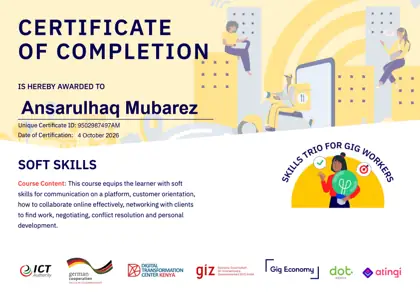 CERTIFICATE
OF COMPLETION
IS HEREBY AWARDED TO
Ansarulhaq Mubarez
Unique Certificate ID: 9502987497AM
Date of Certification: 4 October 2026
SOFT SKILLS
Course Content: This course equips the learner with soft
skills for communication on a platform, customer orientation,
how to collaborate online effectively, networking with clients
to find work, negotiating, conflict resolution and personal
development.
SKILLS TRIO FOR GIG WORKERS
ICT
Authority
german
cooperation
DIGITAL
TRANSFORMATION
CENTER KENYA
giz
Gig Economy
dot.
atingi